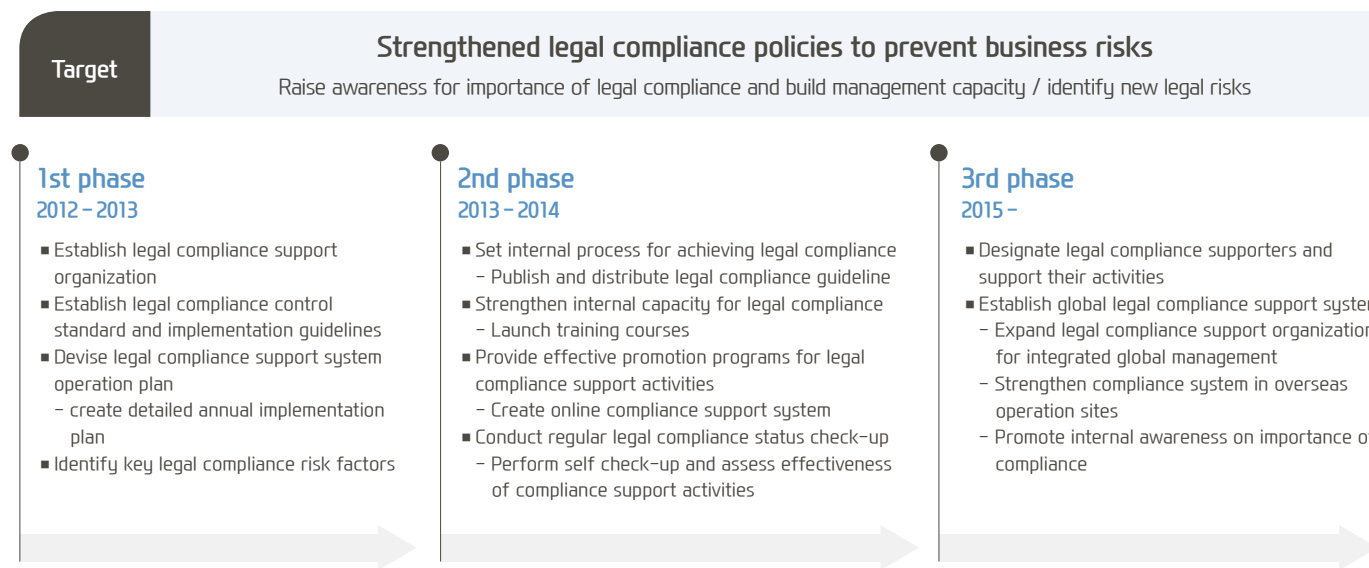 Target
Strengthened legal compliance policies to prevent business risks
Raise awareness for importance of legal compliance and build management capacity / identify new legal risks
1st phase
2012 – 2013
■ Establish legal compliance support
organization
■ Establish legal compliance control
standard and implementation guidelines
■ Devise legal compliance support system
operation plan
– create detailed annual implementation
plan
■ Identify key legal compliance risk factors
2nd phase
2013 – 2014
■ Set internal process for achieving legal compliance
– Publish and distribute legal compliance guideline
■ Strengthen internal capacity for legal compliance
– Launch training courses
■ Provide effective promotion programs for legal
compliance support activities
– Create online compliance support system
■ Conduct regular legal compliance status check-up
– Perform self check-up and assess effectiveness
of compliance support activities
3rd phase
2015 –
■ Designate legal compliance supporters and
support their activities
■ Establish global legal compliance support
– Expand legal compliance support
for integrated global management
– Strengthen compliance system in overseas
operation sites
– Promote internal awareness on importance
compliance